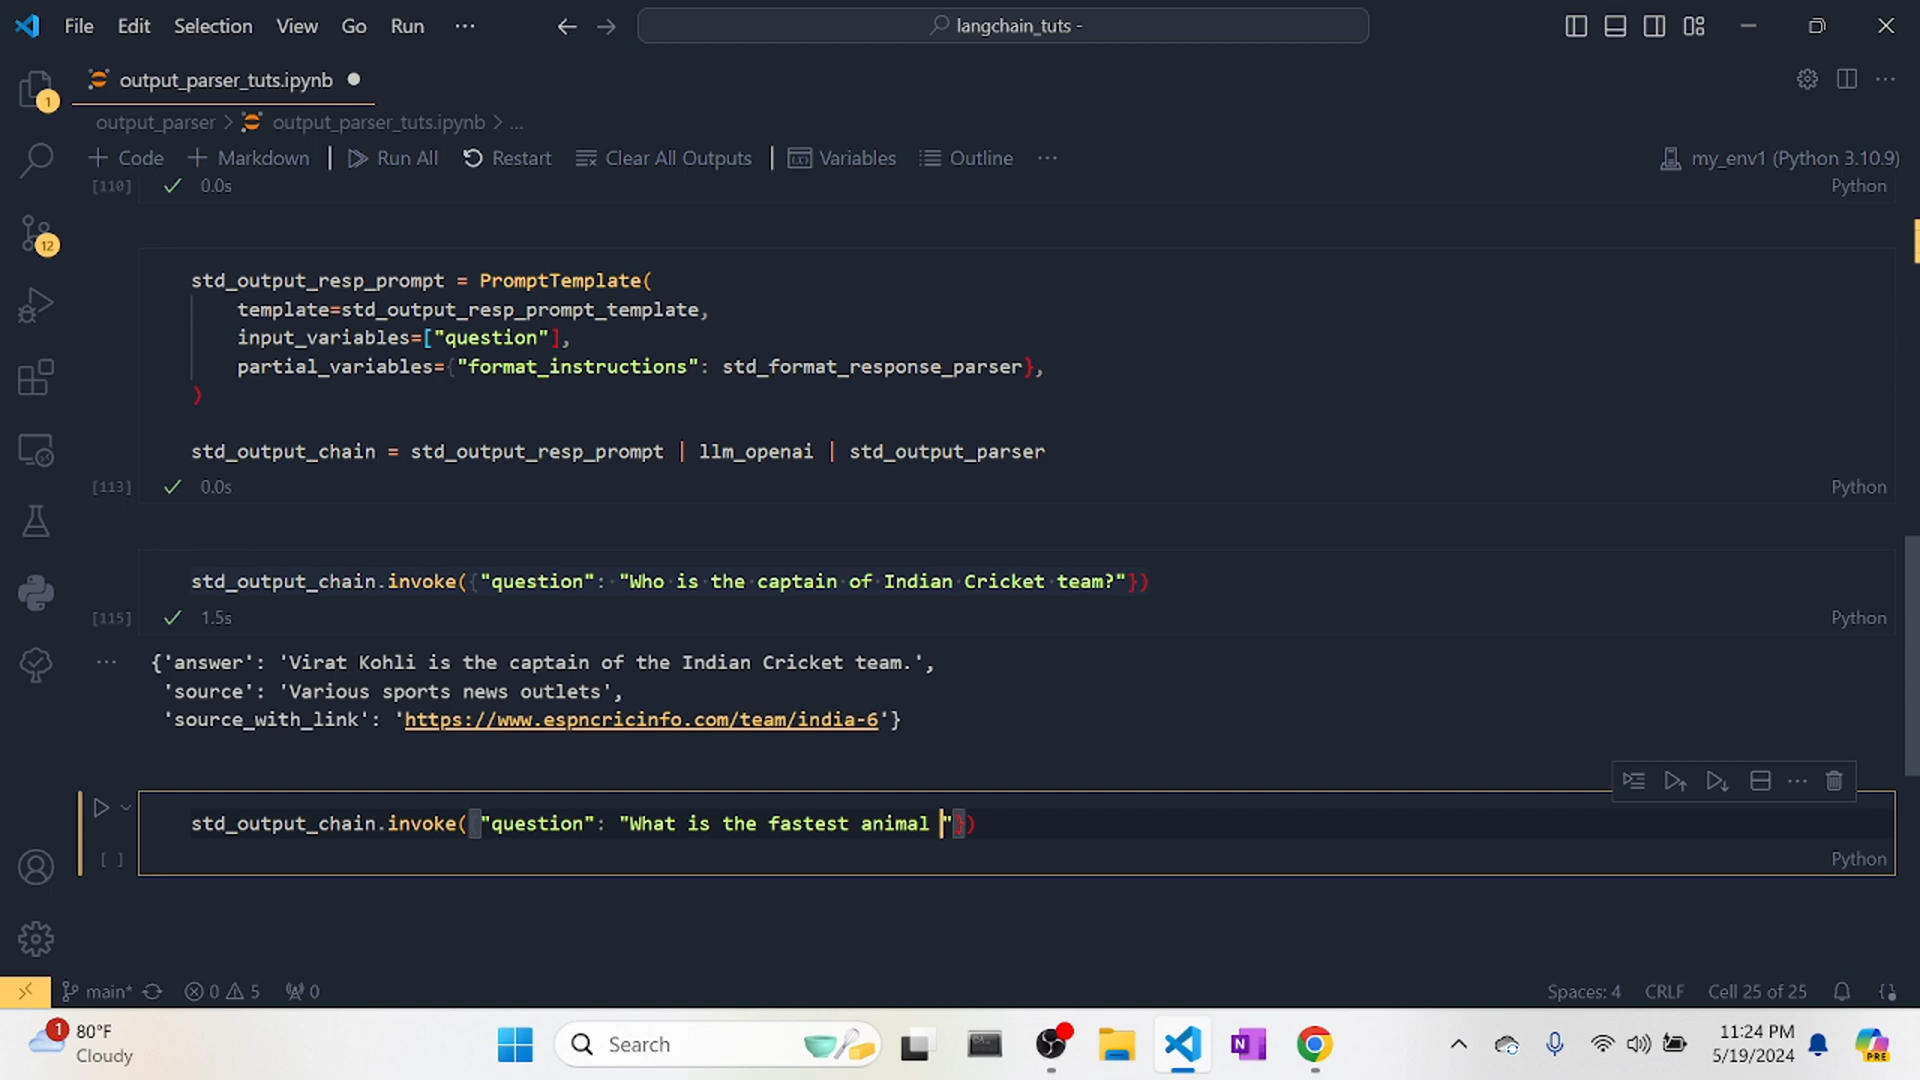 File Edit Selection View Go Run ···
langchain_tuts -
output_parser_tuts.ipynb
1
output_parser > output_parser_tuts.ipynb > ...
+ Code + Markdown | Run All Restart Clear All Outputs | Variables Outline ···
my_env1 (Python 3.10.9)
[110] ✓ 0.0s
Python
12
std_output_resp_prompt = PromptTemplate(
template=std_output_resp_prompt_template,
input_variables=["question"],
partial_variables={"format_instructions": std_format_response_parser},
)
std_output_chain = std_output_resp_prompt | llm_openai | std_output_parser
[113] ✓ 0.0s
Python
std_output_chain.invoke({"question": "Who is the captain of Indian Cricket team?"})
[115] ✓ 1.5s
Python
··· {'answer': 'Virat Kohli is the captain of the Indian Cricket team.',
'source': 'Various sports news outlets',
'source_with_link': 'https://www.espncricinfo.com/team/india-6'}
std_output_chain.invoke({"question": "What is the fastest animal "})
[ ]
Python
main* 0 5 0
Spaces: 4 CRLF Cell 25 of 25
1
80°F
Cloudy
Search
N
11:24 PM
5/19/2024
PRE